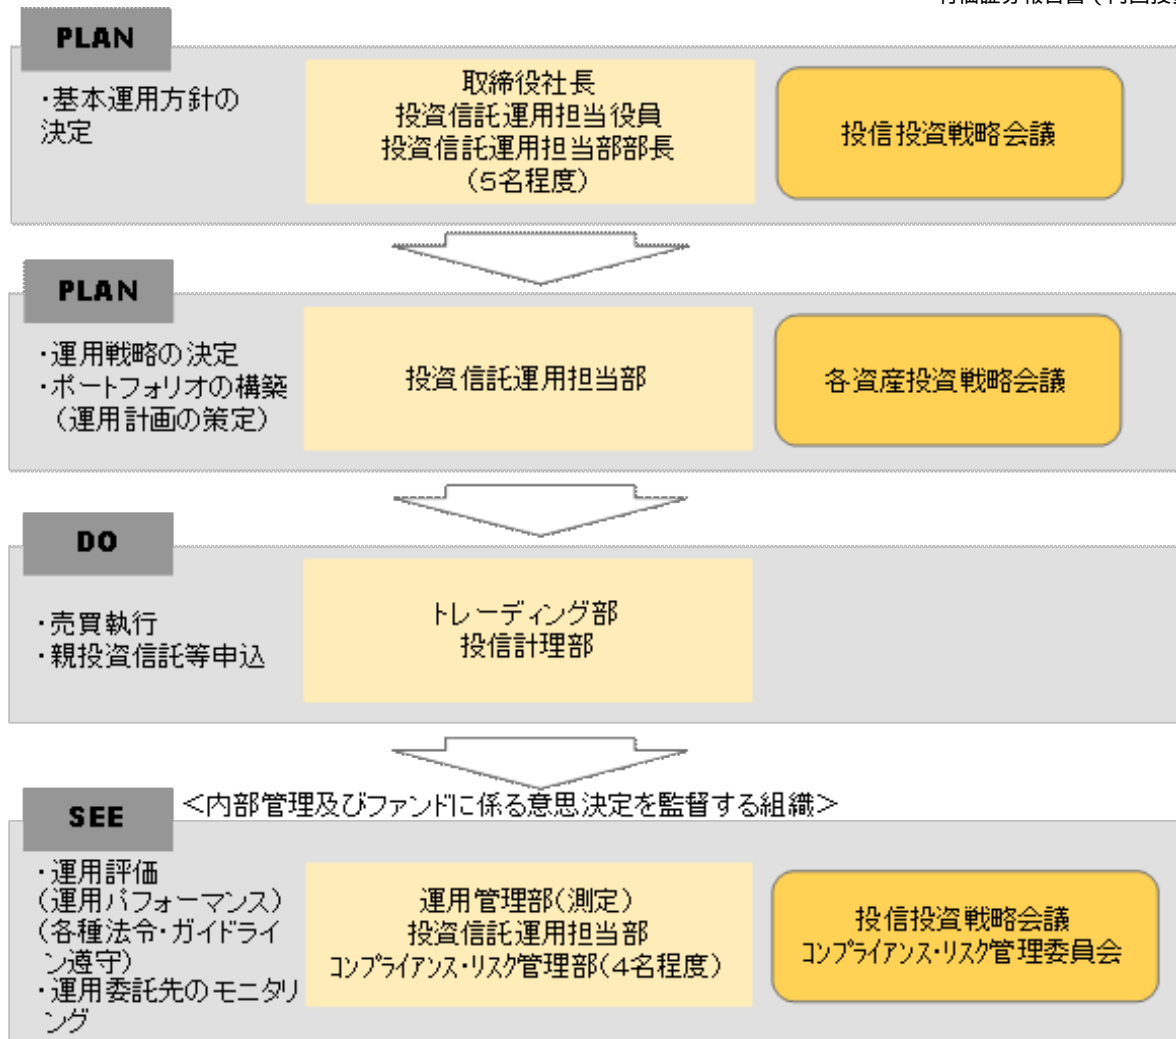 PLAN
・基本運用方針の
決定
取締役社長
投資信託運用担当役員
投資信託運用担当部部長
(5名程度)
投信投資戦略会議
PLAN
・運用戦略の決定
・ポートフォリオの構築
(運用計画の策定)
投資信託運用担当部
各資産投資戦略会議
DO
・売買執行
・親投資信託等申込
トレーディング部
投信計理部
SEE
<内部管理及びファンドに係る意思決定を監督する組織>
・運用評価
(運用パフォーマンス)
(各種法令・ガイドライ
ン遵守)
・運用委託先のモニタリ
ング
運用管理部(測定)
投資信託運用担当部
コンプライアンス・リスク管理部(4名程度)
投信投資戦略会議
コンプライアンス・リスク管理委員会